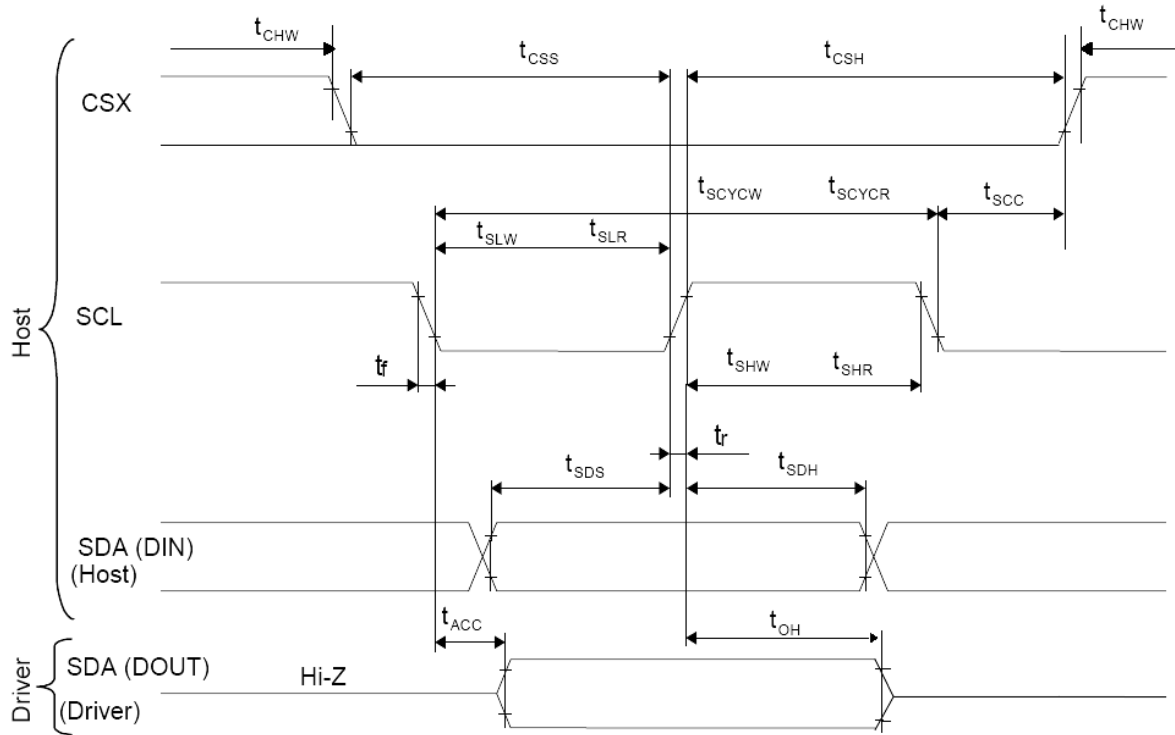 tCHW
tCHW
tCSS
tCSH
CSX
tSCYCW
tSCYCR
tSCC
tSLW
tSLR
Host
SCL
tf
tSHW
tSHR
tr
tSDS
tSDH
SDA (DIN)
(Host)
tACC
tOH
Driver
SDA (DOUT)
Hi-Z
(Driver)